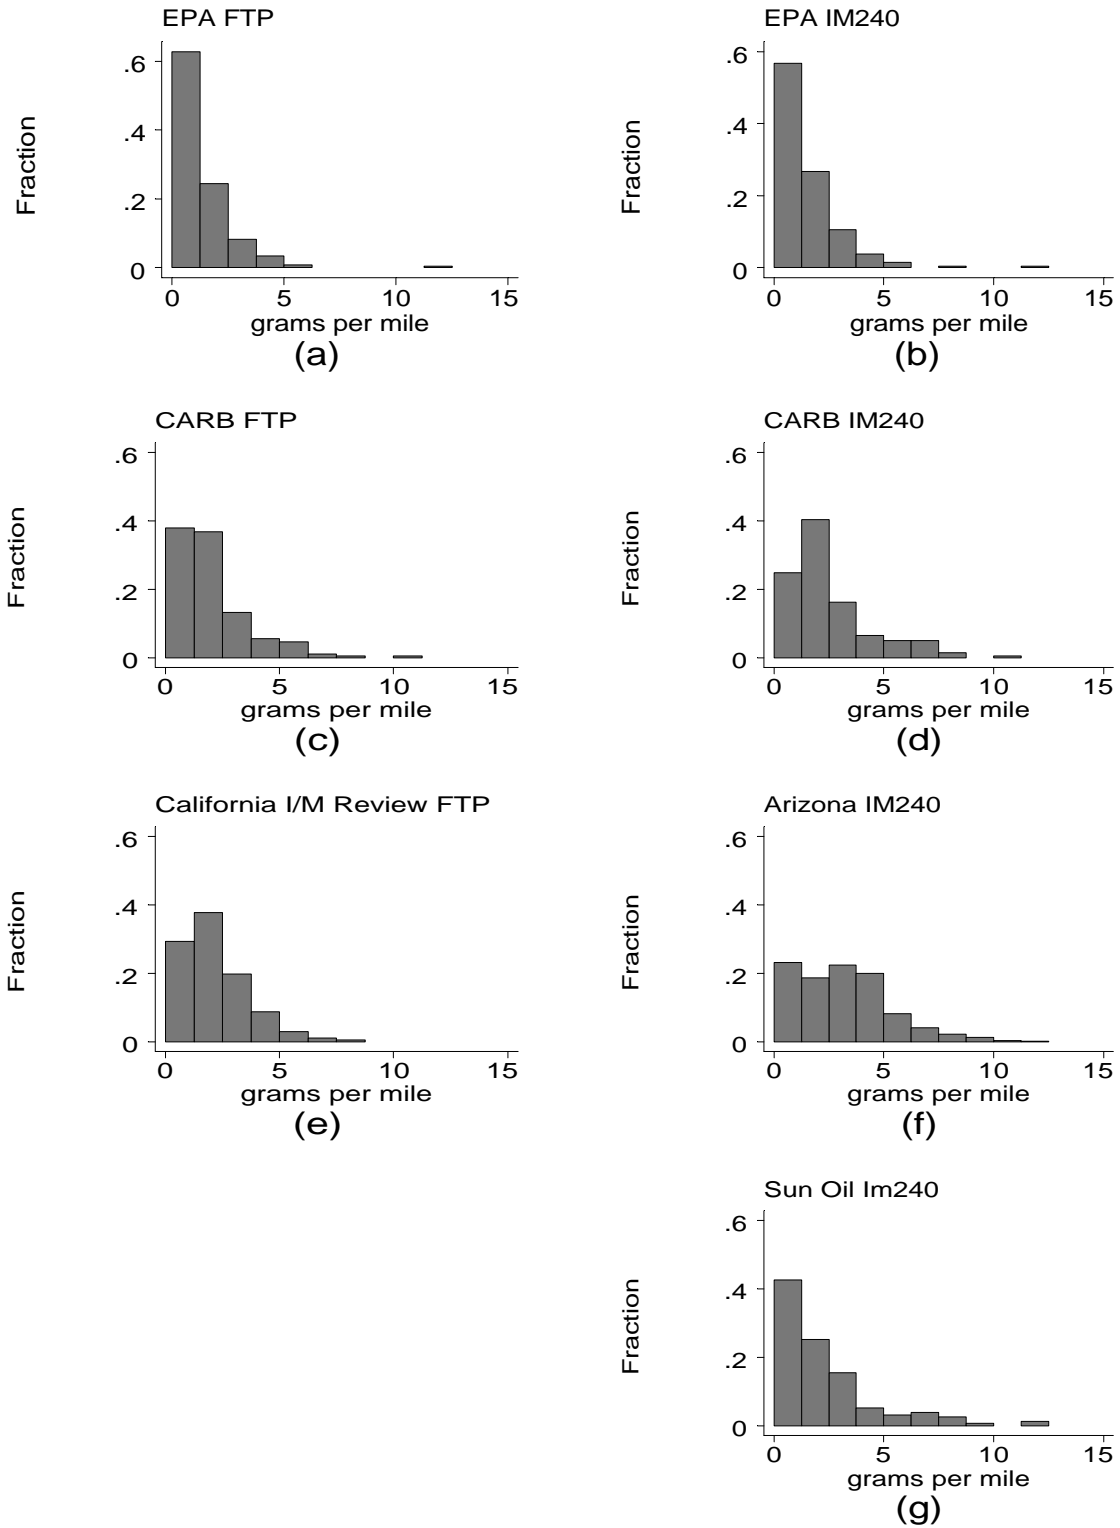 EPA FTP
Fraction
.6
.4
.2
0
0 5 10 15
grams per mile
(a)
EPA IM240
Fraction
.6
.4
.2
0
0 5 10 15
grams per mile
(b)
CARB FTP
Fraction
.6
.4
.2
0
0 5 10 15
grams per mile
(c)
CARB IM240
Fraction
.6
.4
.2
0
0 5 10 15
grams per mile
(d)
California I/M Review FTP
Fraction
.6
.4
.2
0
0 5 10 15
grams per mile
(e)
Arizona IM240
Fraction
.6
.4
.2
0
0 5 10 15
grams per mile
(f)
Sun Oil Im240
Fraction
.6
.4
.2
0
0 5 10 15
grams per mile
(g)